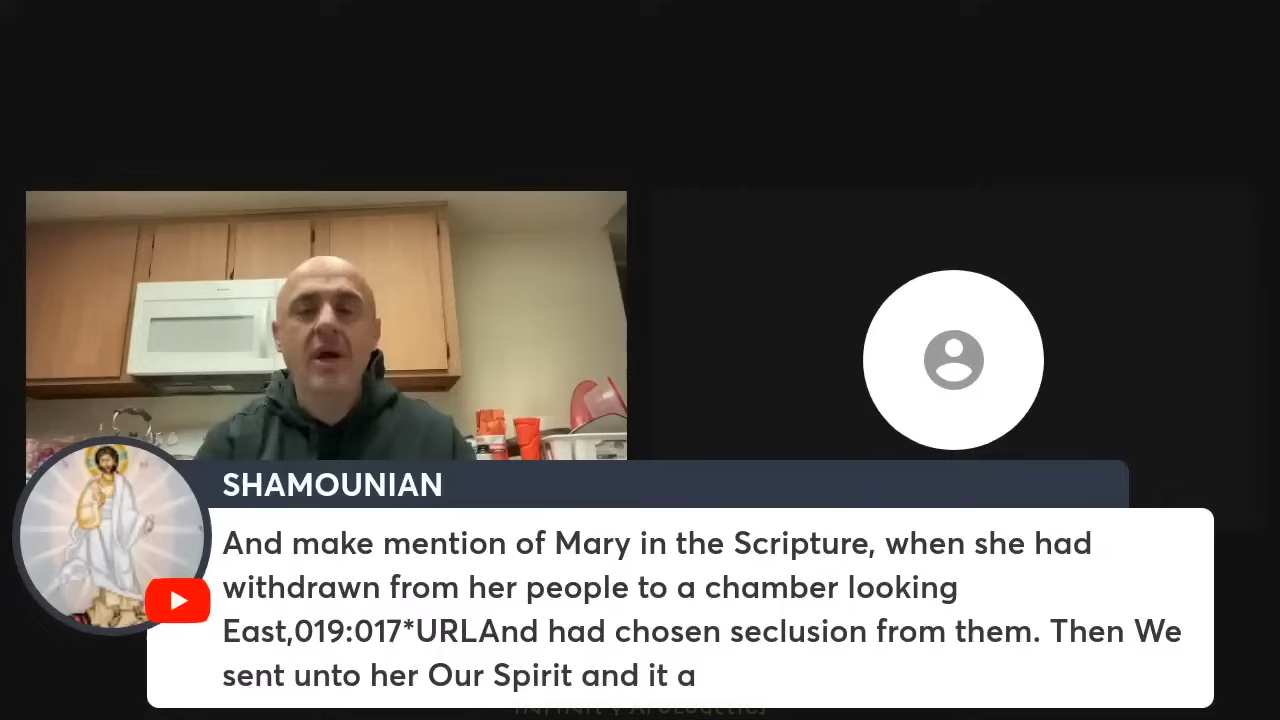 SHAMOUNIAN
And make mention of Mary in the Scripture, when she had
withdrawn from her people to a chamber looking
East,019:017*URLAnd had chosen seclusion from them. Then We
sent unto her Our Spirit and it a